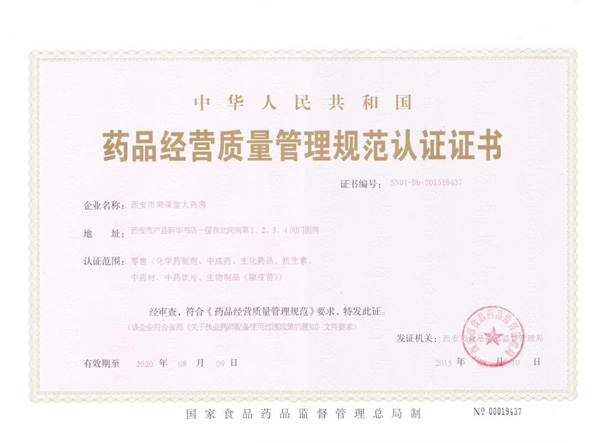 中华人民共和国
药品经营质量管理规范认证证书
证书编号: SN01-Db-201519437
企业名称: 西安市荣葆堂大药房
地 址: 西安市户县新华书店一层自北向南第1、2、3、4间门面房
认证范围: 零售（化学药制剂、中成药、生化药品、抗生素、
中药材、中药饮片、生物制品（除疫苗））
经审查，符合《药品经营质量管理规范》要求，特发此证。
（该企业符合省局《关于执业药师配备使用过渡政策的通知》文件要求）
发证机关: 西安市食品药品监督管理局
有效期至 2020 年 08 月 09 日
2015 10 日
国家食品药品监督管理总局制
Nº 00019437